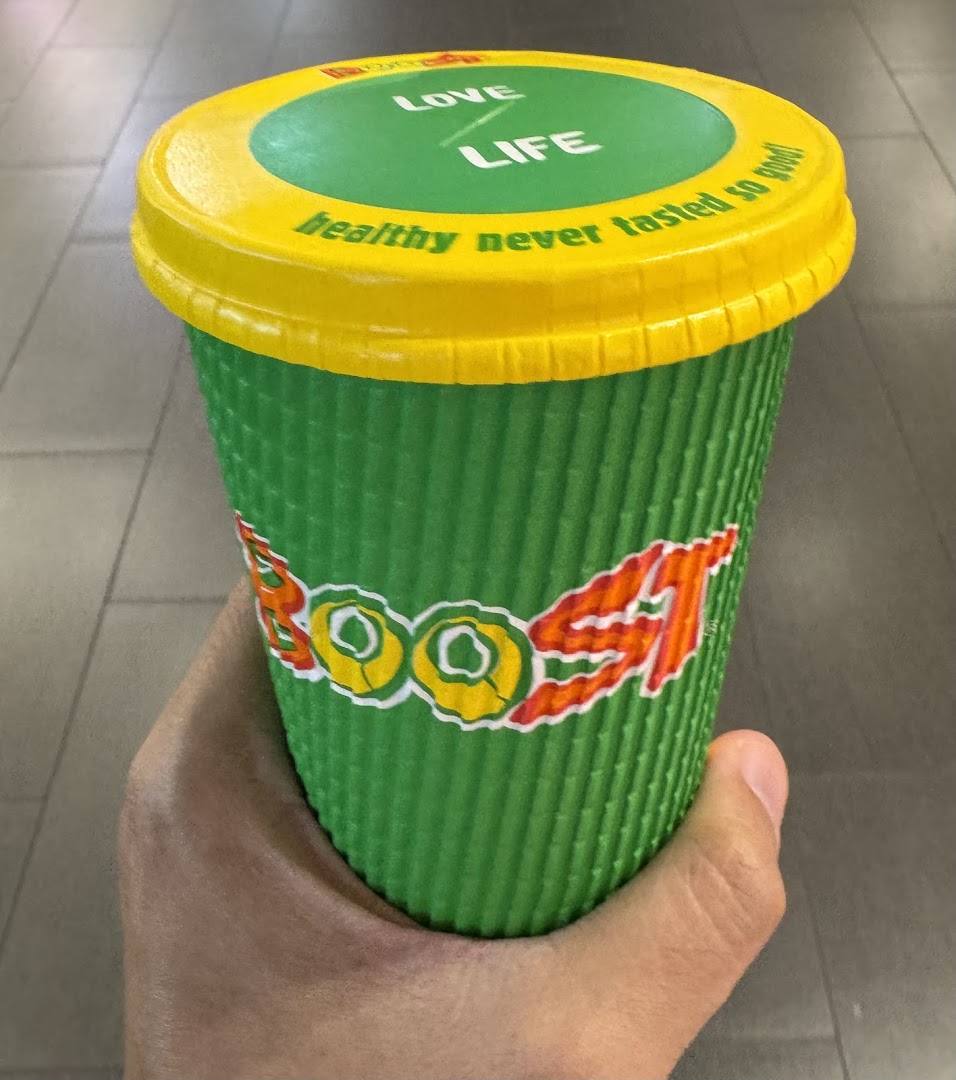 LOVE
LIFE
healthy never tasted so good!
BOOST